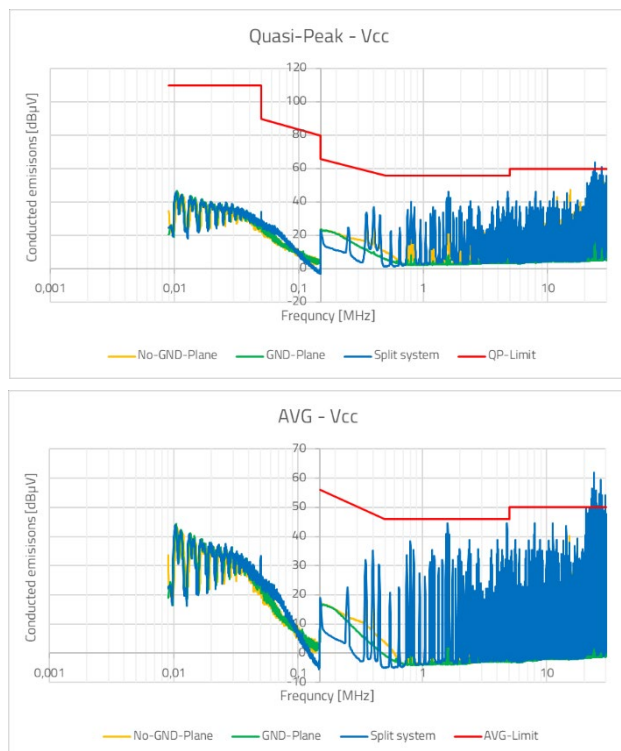 Quasi-Peak - Vcc
Conducted emisisons [dBµV]
120
100
80
60
40
20
0
-20
0,001
0,01
0,1
1
10
Frequncy [MHz]
No-GND-Plane
GND-Plane
Split system
QP-Limit
AVG - Vcc
Conducted emisisons [dBµV]
70
60
50
40
30
20
10
0
-10
0,001
0,01
0,1
1
10
Frequncy [MHz]
No-GND-Plane
GND-Plane
Split system
AVG-Limit